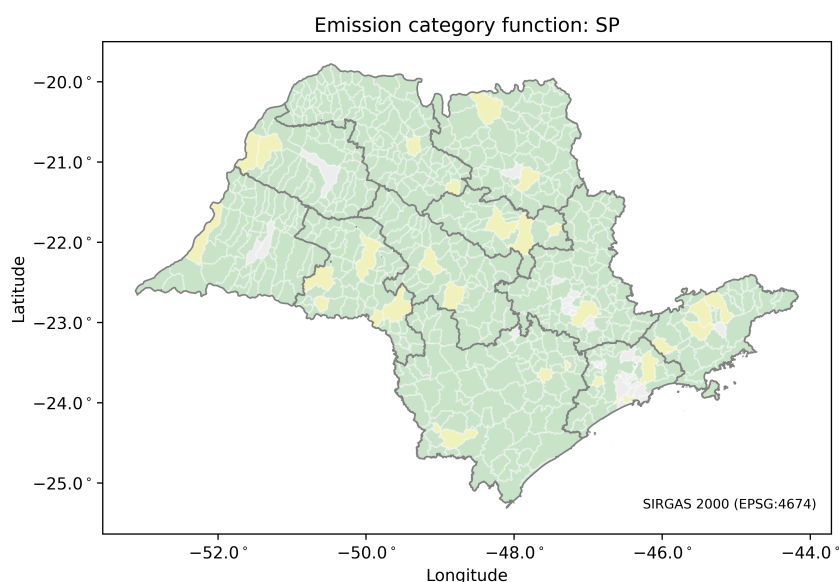 Emission category function: SP
−20.0°
−21.0°
−22.0°
−23.0°
−24.0°
−25.0°
Latitude
SIRGAS 2000 (EPSG:4674)
−52.0°
−50.0°
−48.0°
−46.0°
−44.0°
Longitude